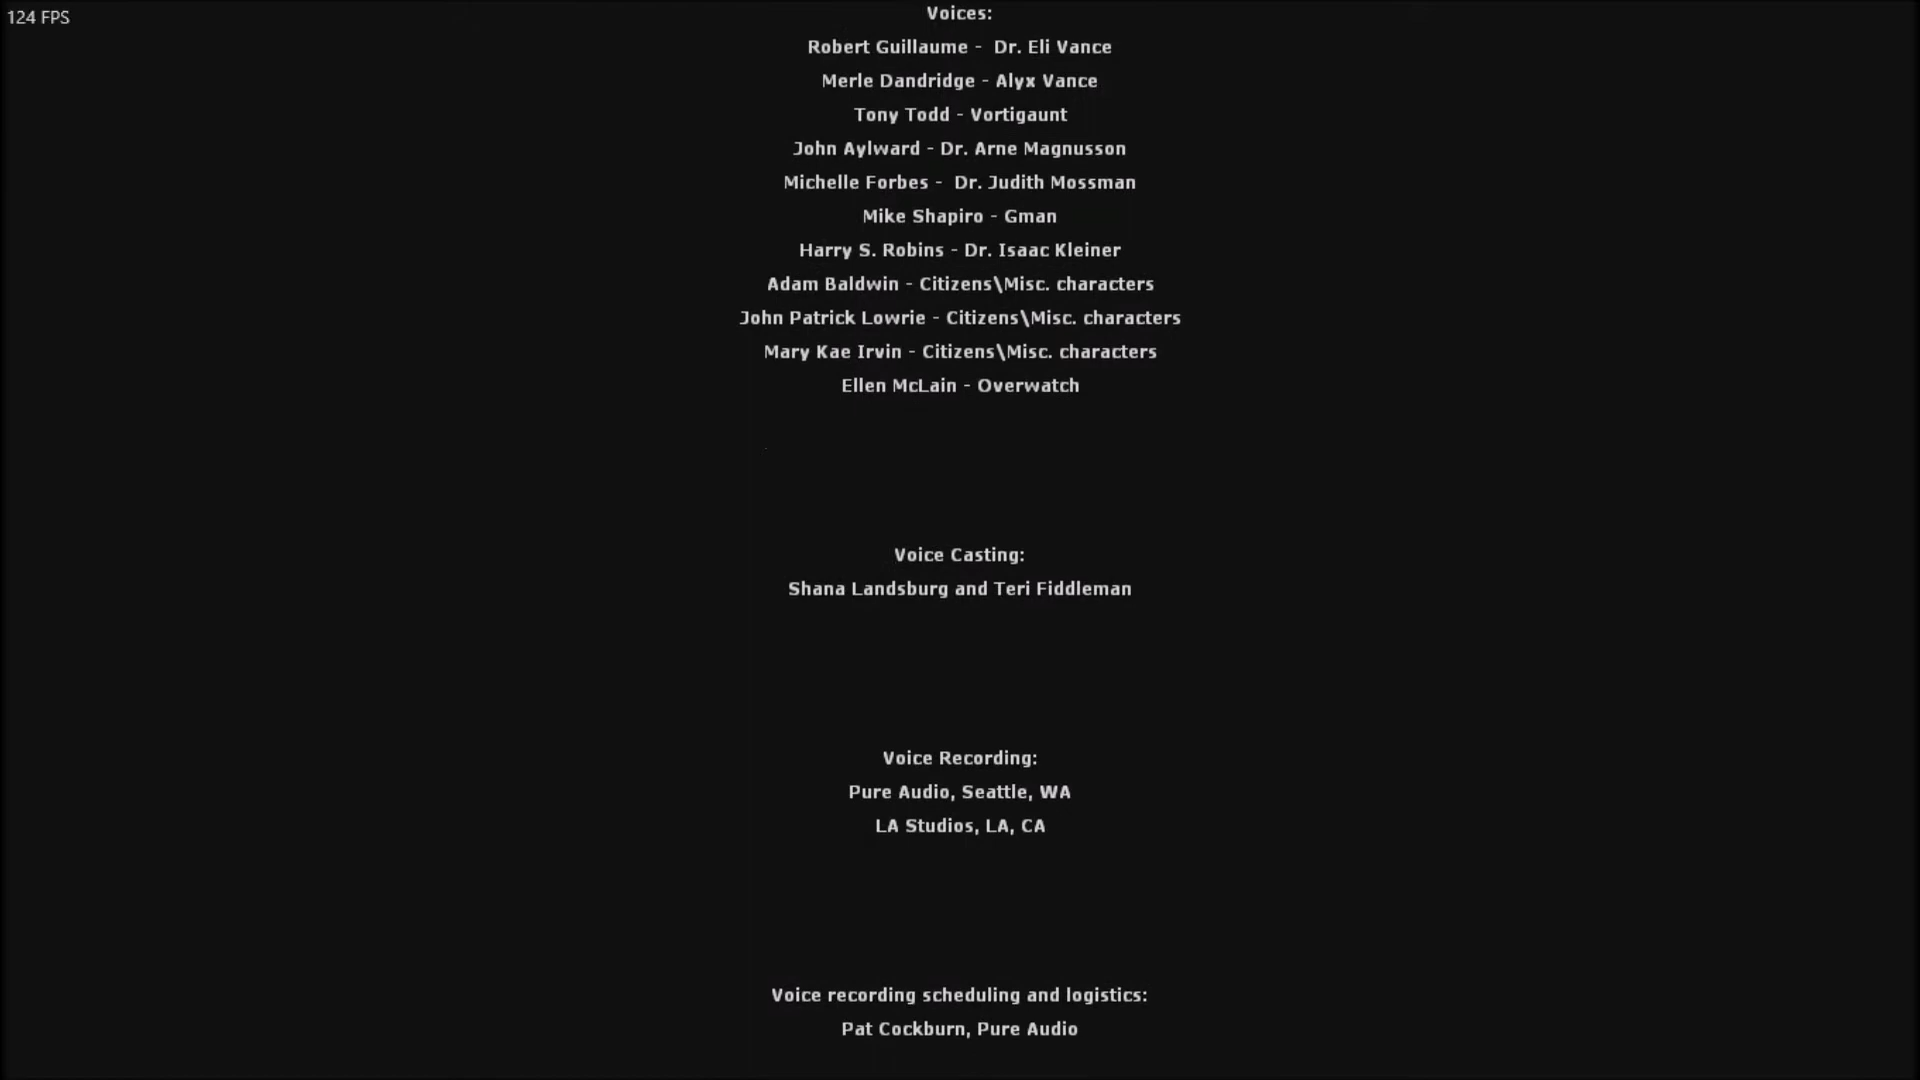 124 FPS
Voices:
Robert Guillaume -  Dr. Eli Vance
Merle Dandridge - Alyx Vance
Tony Todd - Vortigaunt
John Aylward - Dr. Arne Magnusson
Michelle Forbes -  Dr. Judith Mossman
Mike Shapiro - Gman
Harry S. Robins - Dr. Isaac Kleiner
Adam Baldwin - Citizens\Misc. characters
John Patrick Lowrie - Citizens\Misc. characters
Mary Kae Irvin - Citizens\Misc. characters
Ellen McLain - Overwatch
Voice Casting:
Shana Landsburg and Teri Fiddleman
Voice Recording:
Pure Audio, Seattle, WA
LA Studios, LA, CA
Voice recording scheduling and logistics:
Pat Cockburn, Pure Audio